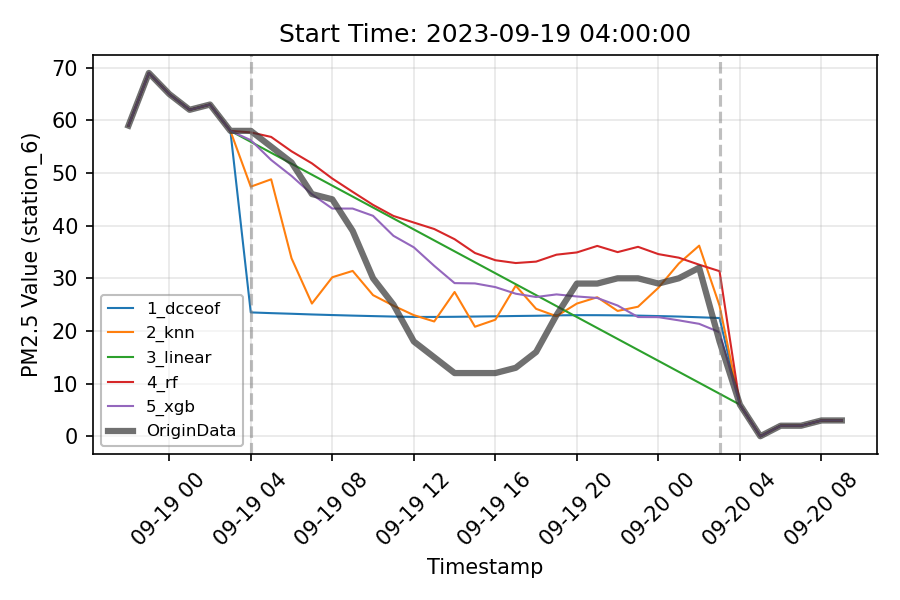 Start Time: 2023-09-19 04:00:00
PM2.5 Value (station_6)
70
60
50
40
30
20
10
0
1_dcceof
2_knn
3_linear
4_rf
5_xgb
OriginData
09-19 00
09-19 04
09-19 08
09-19 12
09-19 16
09-19 20
09-20 00
09-20 04
09-20 08
Timestamp